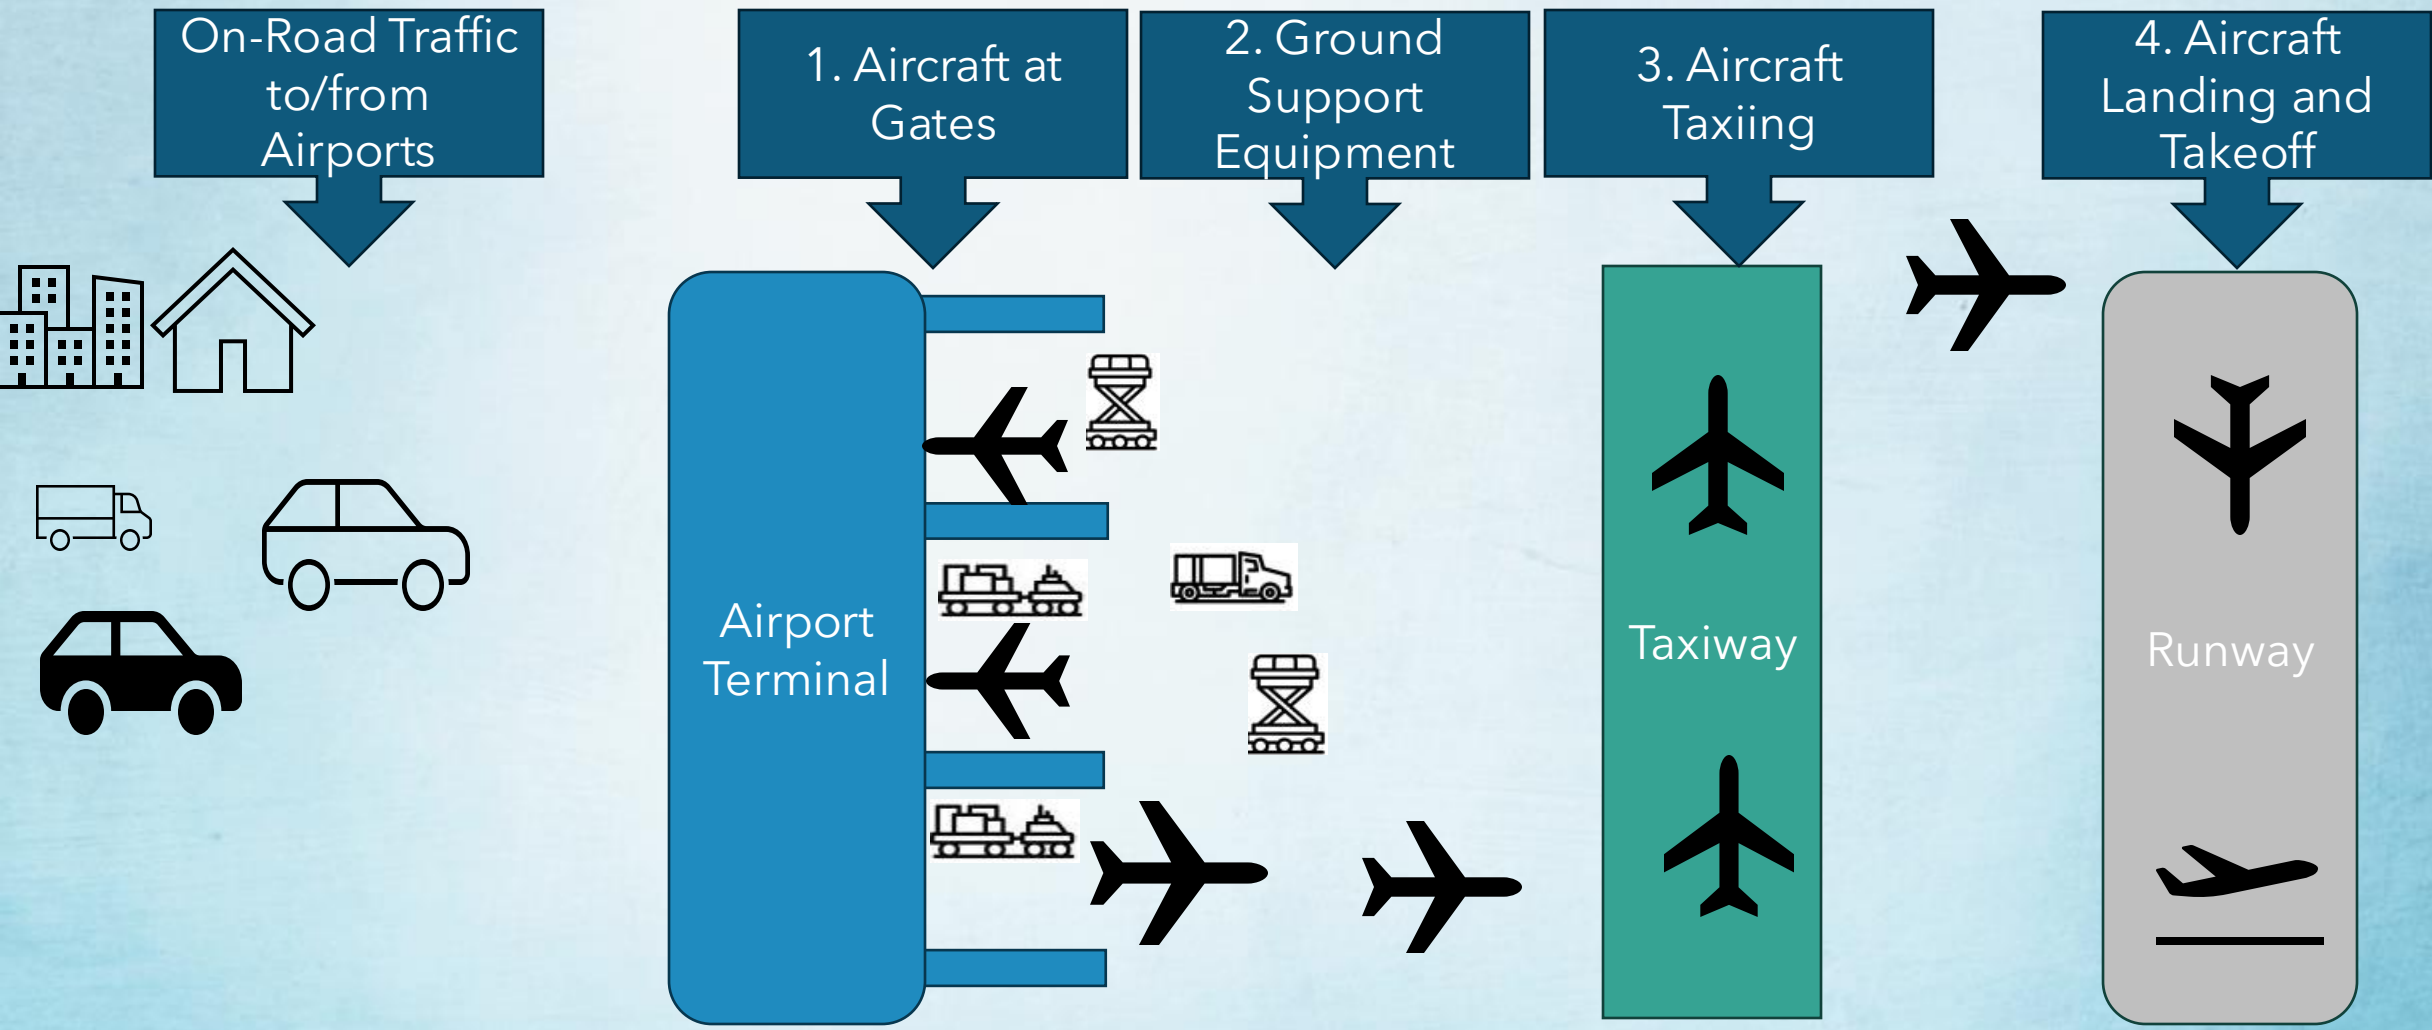 On-Road Traffic
to/from
Airports
1. Aircraft at
Gates
2. Ground
Support
Equipment
3. Aircraft
Taxiing
4. Aircraft
Landing and
Takeoff
Airport
Terminal
Taxiway
Runway